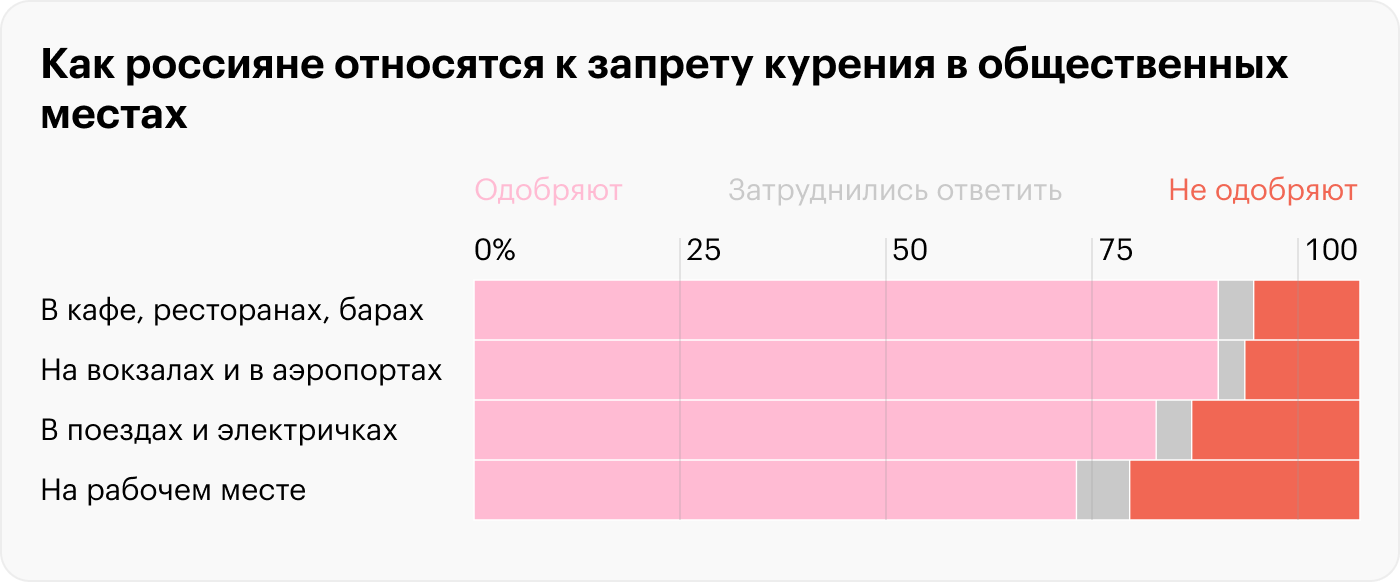 Как россияне относятся к запрету курения в общественных
местах
Одобряют Затруднились ответить Не одобряют
0% 25 50 75 100
В кафе, ресторанах, барах
На вокзалах и в аэропортах
В поездах и электричках
На рабочем месте